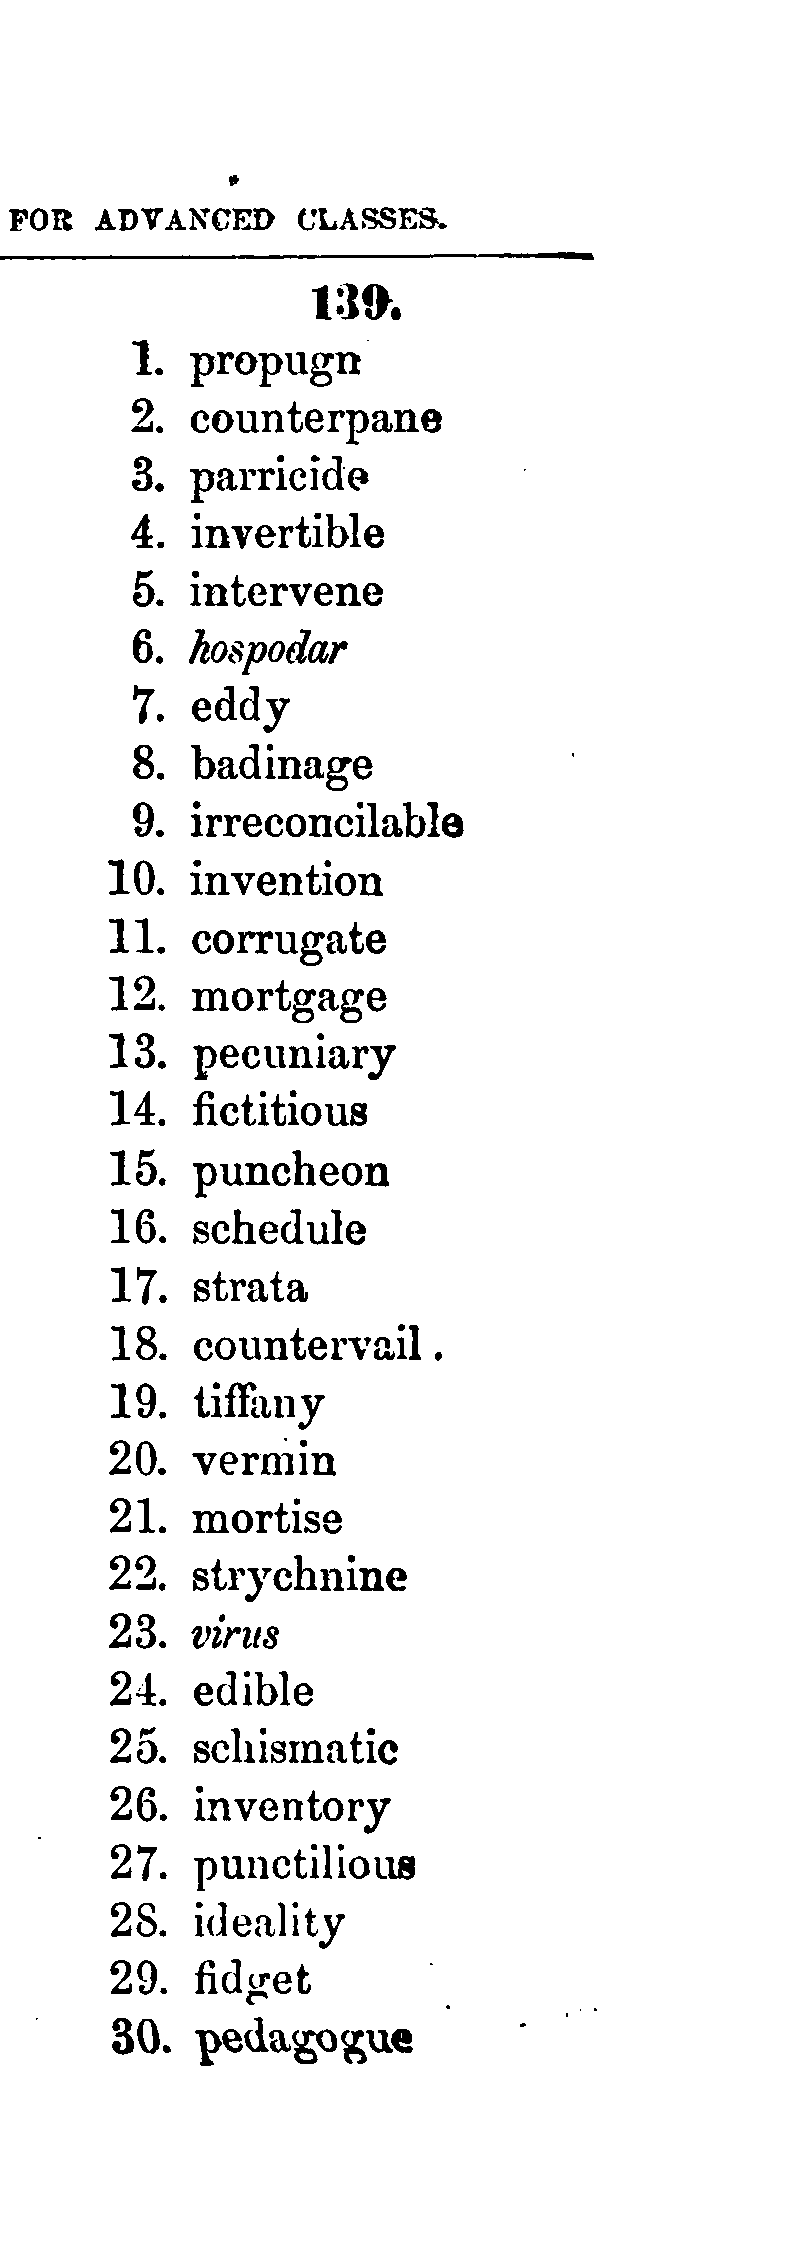 FOR ADVANCED CLASSES.
139.
1. propugn
2. counterpane
3. parricide
4. invertible
5. intervene
6. hospodar
7. eddy
8. badinage
9. irreconcilable
10. invention
11. corrugate
12. mortgage
13. pecuniary
14. fictitious
15. puncheon
16. schedule
17. strata
18. countervail.
19. tiffany
20. vermin
21. mortise
22. strychnine
23. virus
24. edible
25. schismatic
26. inventory
27. punctilious
28. ideality
29. fidget
30. pedagogue